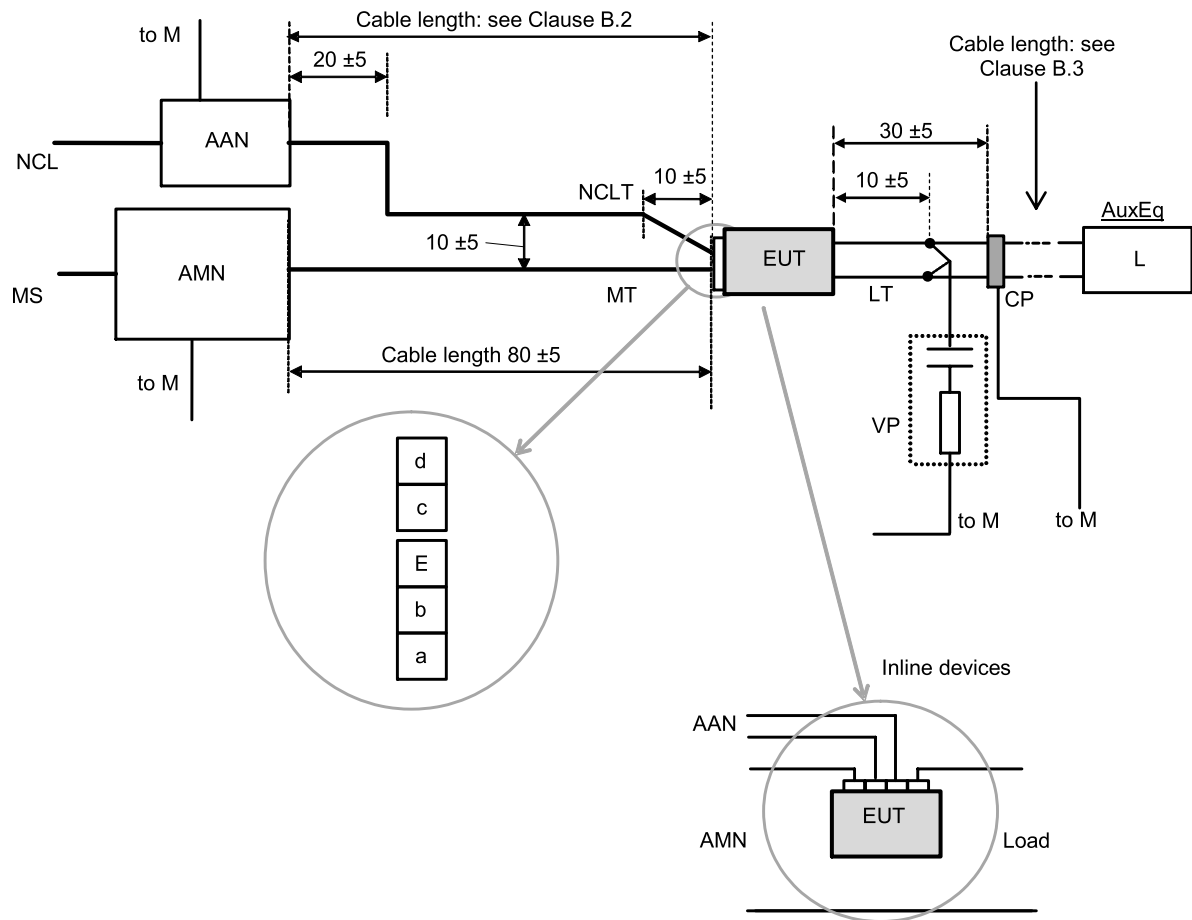 Cable length: see Clause B.2
to M
20 ±5
Cable length: see
Clause B.3
AAN
30 ±5
NCL
NCLT
10 ±5
10 ±5
AuxEq
10 ±5
EUT
L
AMN
MS
MT
LT
CP
Cable length 80 ±5
to M
VP
d
c
to M
to M
E
b
a
Inline devices
AAN
EUT
AMN
Load